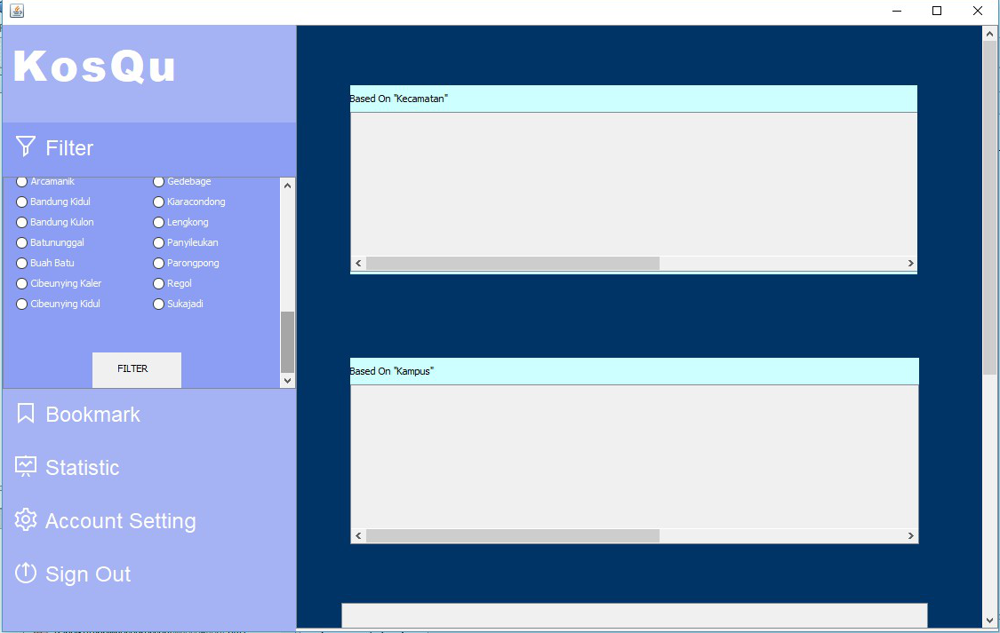 KosQu
Filter
Arcamanik Gedebage
Bandung Kidul Kiaracondong
Bandung Kulon Lengkong
Batununggal Panyileukan
Buah Batu Parongpong
Cibeunying Kaler Regol
Cibeunying Kidul Sukajadi
FILTER
Bookmark
Statistic
Account Setting
Sign Out
Based On "Kecamatan"
Based On "Kampus"